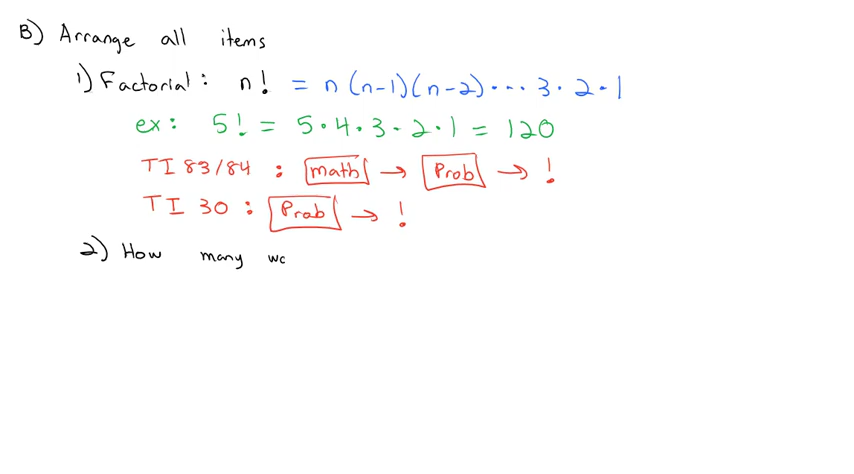 B) Arrange all items
1) Factorial: n! = n(n-1)(n-2)····3·2·1
ex: 5! = 5·4·3·2·1 = 120
TI 83/84 : math → Prob → !
TI 30 : Prob → !
2) How many wa